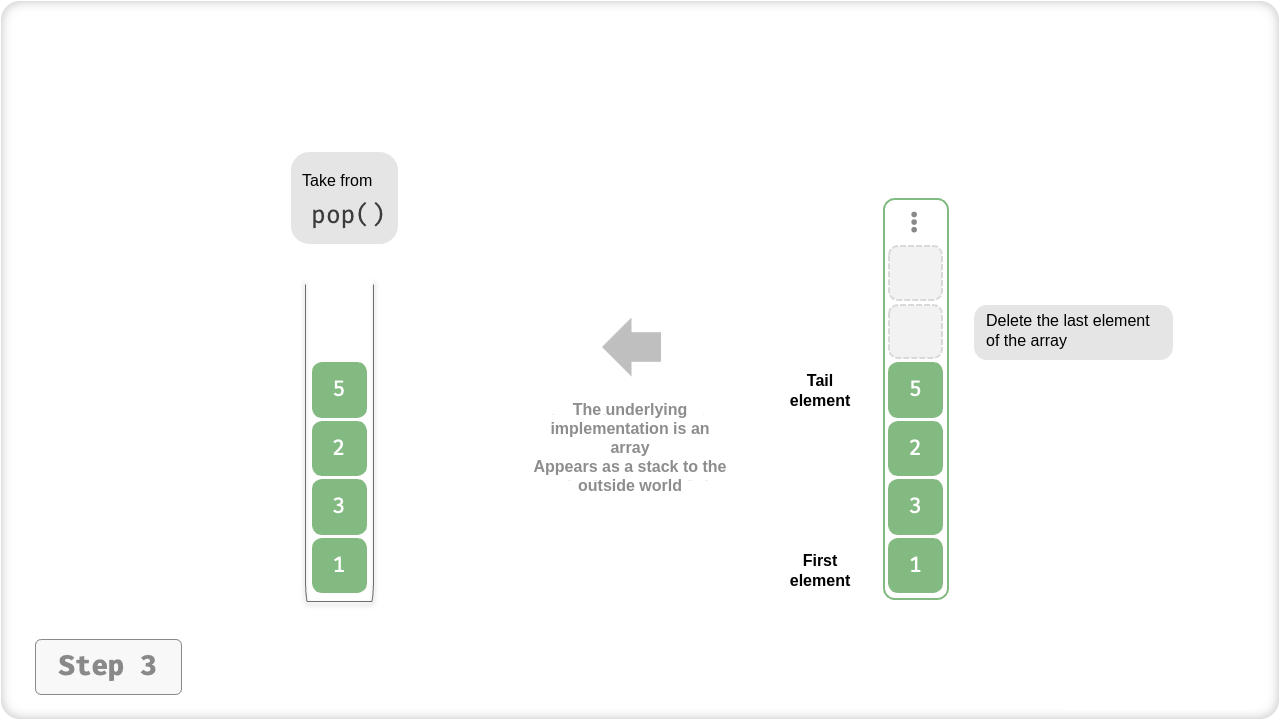 Take from
pop()
5
2
3
1
The underlying
implementation is an
array
Appears as a stack to the
outside world
Tail
element
First
element
5
2
3
1
Delete the last element
of the array
Step 3